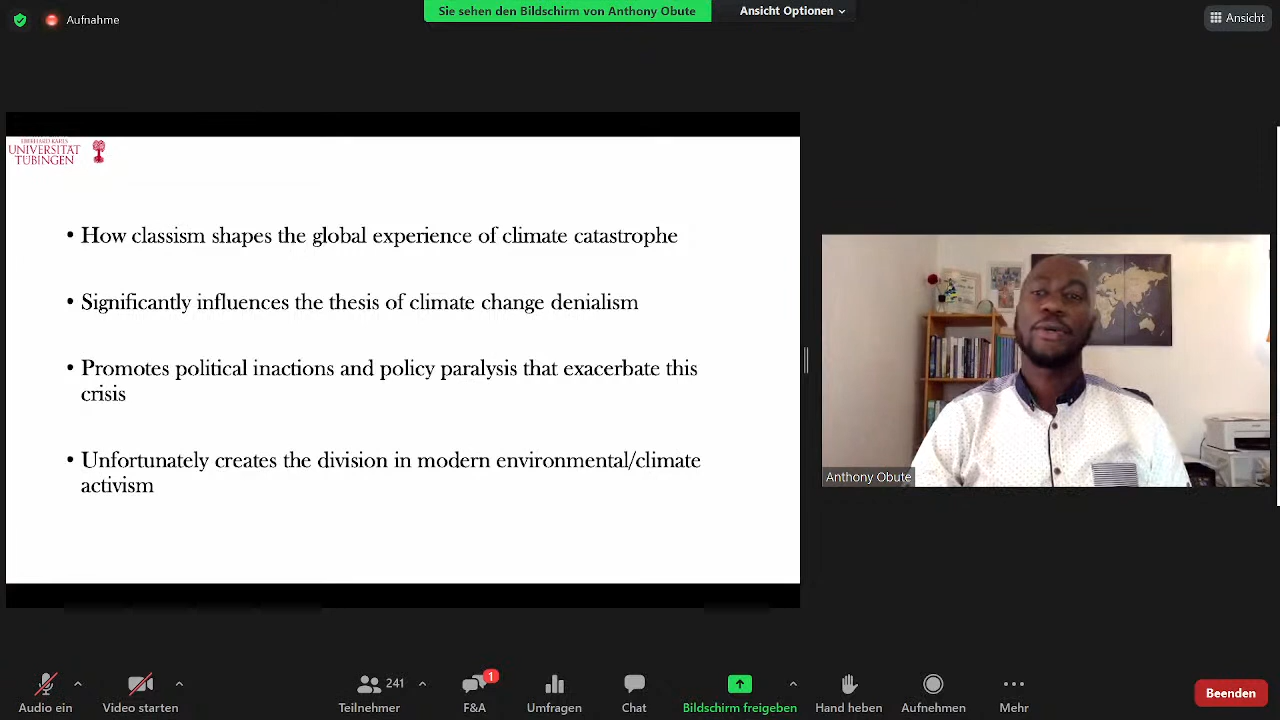 Aufnahme
Sie sehen den Bildschirm von Anthony Obute
Ansicht Optionen
Ansicht
EBERHARD KARLS
UNIVERSITÄT
TÜBINGEN
• How classism shapes the global experience of climate catastrophe
• Significantly influences the thesis of climate change denialism
• Promotes political inactions and policy paralysis that exacerbate this
crisis
• Unfortunately creates the division in modern environmental/climate
activism
Anthony Obute
Audio ein
Video starten
241
Teilnehmer
1
F&A
Umfragen
Chat
Bildschirm freigeben
Hand heben
Aufnehmen
Mehr
Beenden